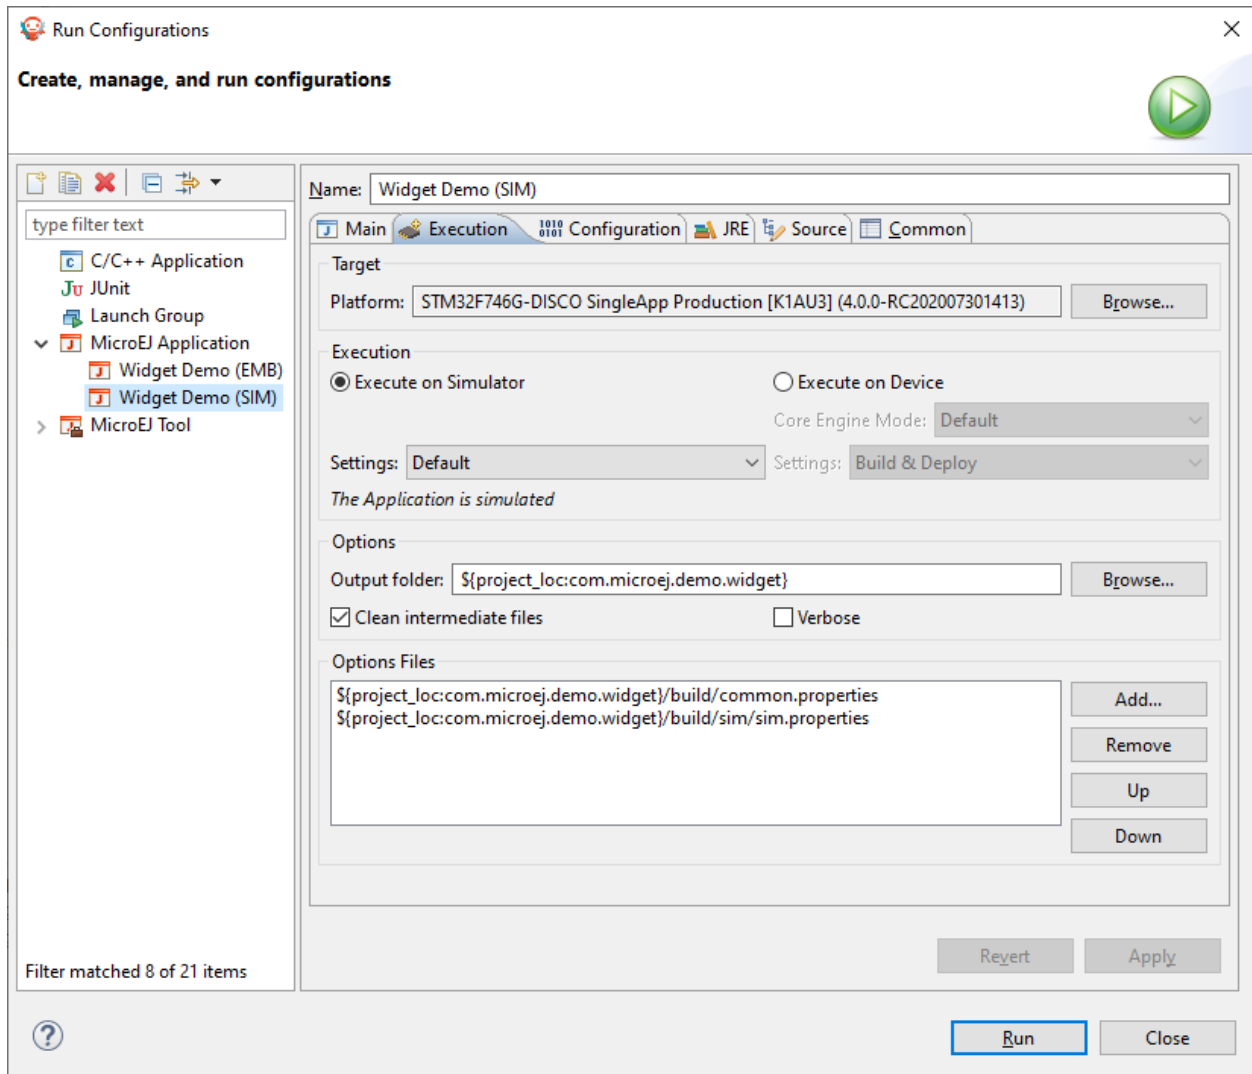 Run Configurations
Create, manage, and run configurations
type filter text
C/C++ Application
JUnit
Launch Group
MicroEJ Application
Widget Demo (EMB)
Widget Demo (SIM)
MicroEJ Tool
Filter matched 8 of 21 items
Name: Widget Demo (SIM)
Main Execution Configuration JRE Source Common
Target
Platform: STM32F746G-DISCO SingleApp Production [K1AU3] (4.0.0-RC202007301413) Browse...
Execution
Execute on Simulator Execute on Device
Core Engine Mode: Default
Settings: Default Settings: Build & Deploy
The Application is simulated
Options
Output folder: ${project_loc:com.microej.demo.widget} Browse...
Clean intermediate files Verbose
Options Files
${project_loc:com.microej.demo.widget}/build/common.properties
${project_loc:com.microej.demo.widget}/build/sim/sim.properties
Add...
Remove
Up
Down
Revert Apply
Run Close